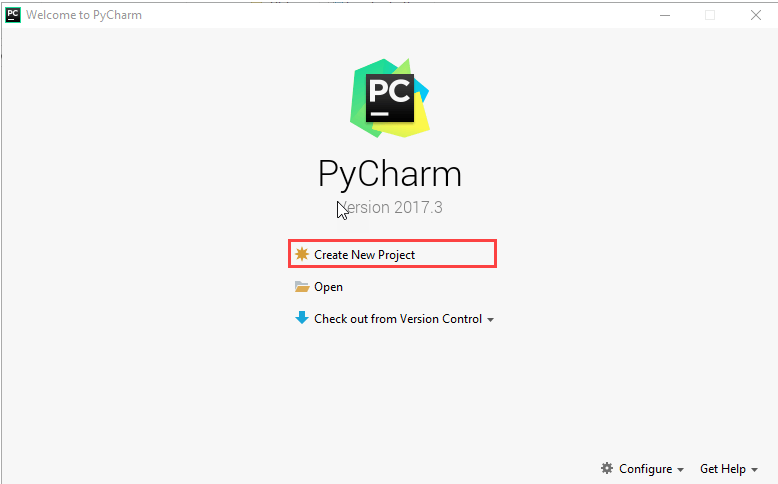 Welcome to PyCharm
PC
PyCharm
Version 2017.3
Create New Project
Open
Check out from Version Control
Configure
Get Help